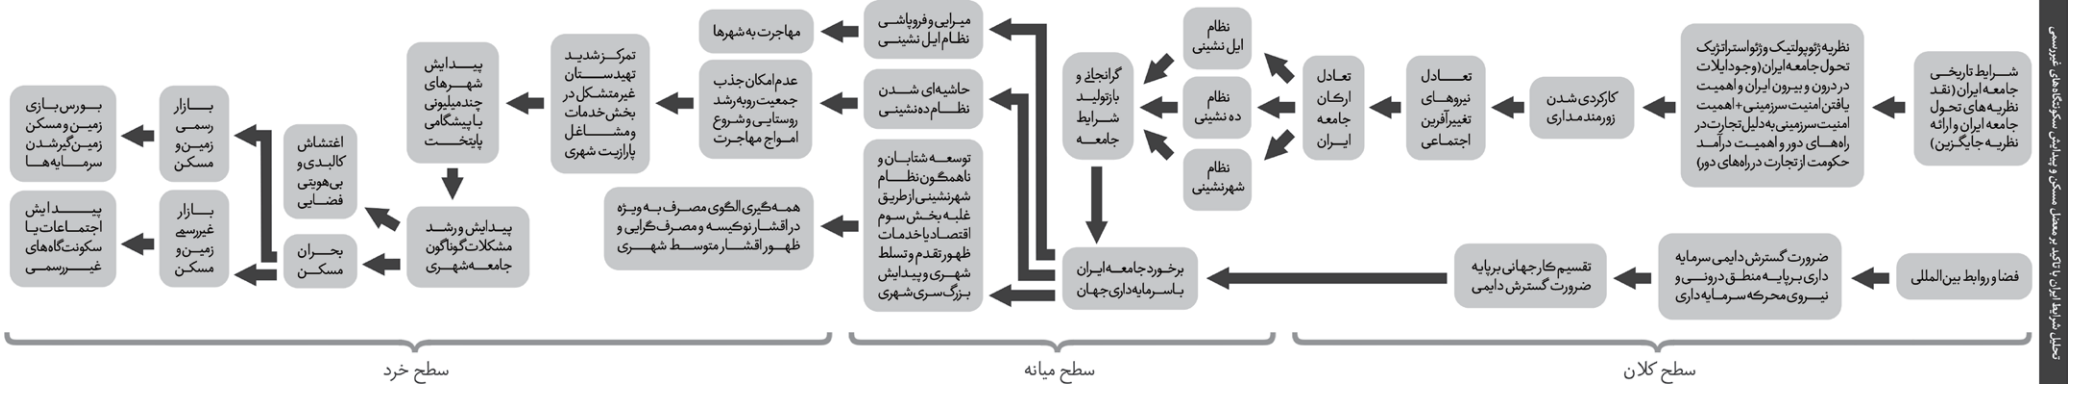 تحلیل شرایط ایران با تاکید بر معضل مسکن و پیدایش سکونتگاه‌های غیررسمی
شرایط تاریخی
جامعه ایران (نقد
نظریه‌های تحول
جامعه ایران و ارائه
نظریه جایگزین)
نظریه ژئوپولتیک و ژئواستراتژیک
تحول جامعه ایران (وجود ایلات
در درون و بیرون ایران و اهمیت
یافتن امنیت سرزمینی + اهمیت
امنیت سرزمینی به دلیل تجارت در
راه‌های دور و اهمیت درآمد
حکومت از تجارت در راه‌های دور)
کارکردی شدن
زورمندمداری
تعادل
نیروهای
تغییرآفرین
اجتماعی
تعادل
ارکان
جامعه
ایران
نظام
ایل نشینی
نظام
ده نشینی
نظام
شهرنشینی
گرانجانی و
بازتولید
شرایط
جامعه
فضا و روابط بین‌المللی
ضرورت گسترش دایمی سرمایه
داری بر پایه منطق درونی و
نیروی محرکه سرمایه داری
تقسیم کار جهانی بر پایه
ضرورت گسترش دایمی
برخورد جامعه ایران
با سرمایه‌داری جهان
میرایی و فروپاشی
نظام ایل نشینی
حاشیه‌ای شدن
نظام ده‌نشینی
توسعه شتابان و
ناهمگون نظام
شهرنشینی از طریق
غلبه بخش سوم
اقتصاد یا خدمات
ظهور تقدم و تسلط
شهری و پیدایش
بزرگ‌سری شهری
مهاجرت به شهرها
عدم امکان جذب
جمعیت رو به رشد
روستایی و شروع
امواج مهاجرت
همه‌گیری الگوی مصرف به ویژه
در اقشار نوکیسه و مصرف‌گرایی و
ظهور اقشار متوسط شهری
تمرکز شدید
تهیدستان
غیرمتشکل در
بخش خدمات
و مشاغل
پارازیت شهری
پیدایش
شهرهای
چندمیلیونی
با پیشگامی
پایتخت
پیدایش و رشد
مشکلات گوناگون
جامعه شهری
اغتشاش
کالبدی و
بی‌هویتی
فضایی
بحران
مسکن
بازار
رسمی
زمین و
مسکن
بازار
غیررسمی
زمین و
مسکن
بورس بازی
زمین و مسکن
زمین‌گیر شدن
سرمایه‌ها
پیدایش
اجتماعات یا
سکونت‌گاه‌های
غیررسمی
سطح کلان
سطح میانه
سطح خرد